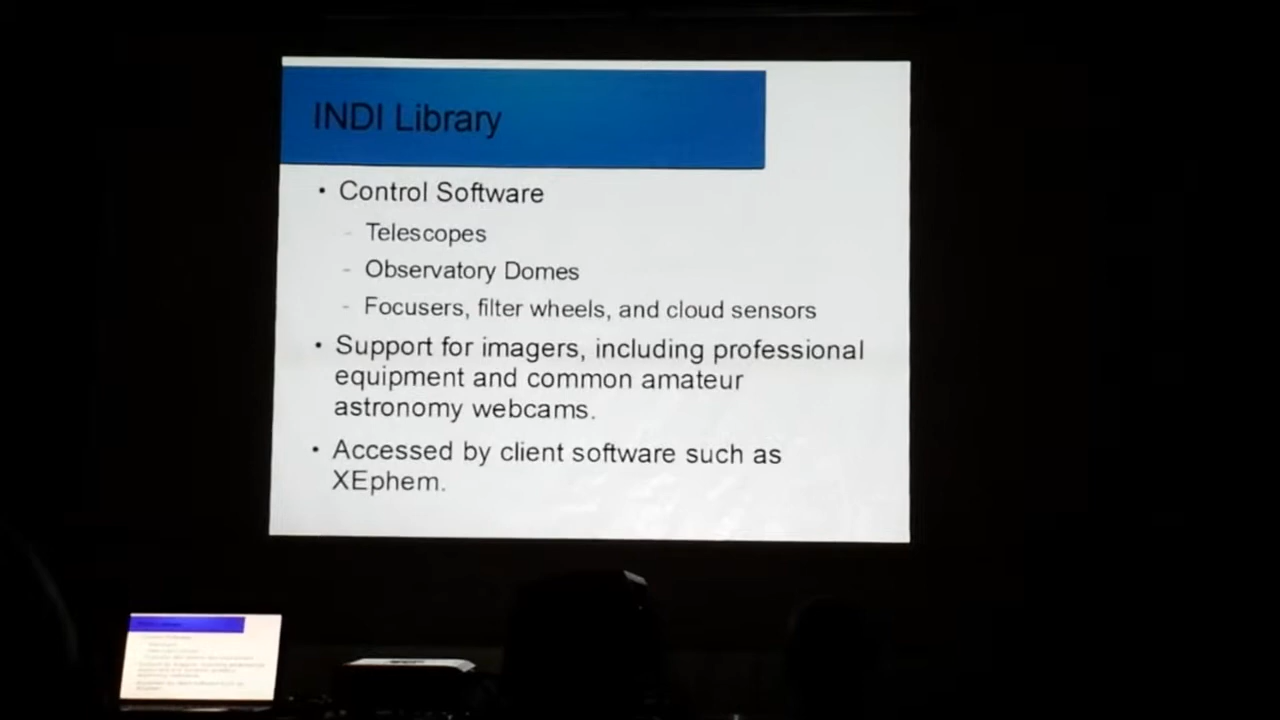 INDI Library
• Control Software
- Telescopes
- Observatory Domes
- Focusers, filter wheels, and cloud sensors
• Support for imagers, including professional
equipment and common amateur
astronomy webcams.
• Accessed by client software such as
XEphem.